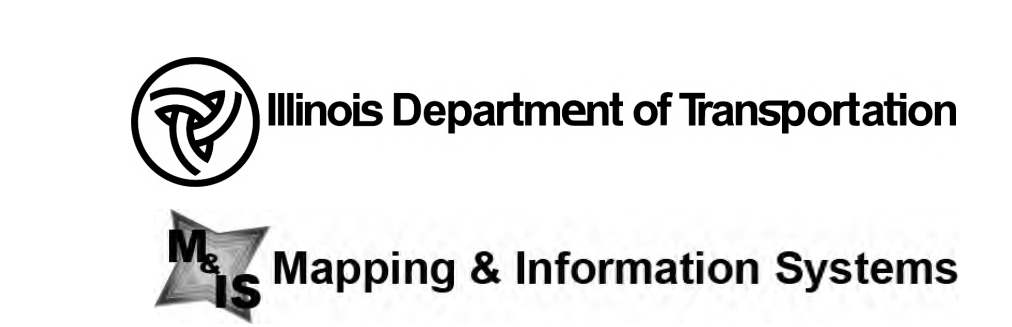 Illinois Department of Transportation
M&IS Mapping & Information Systems